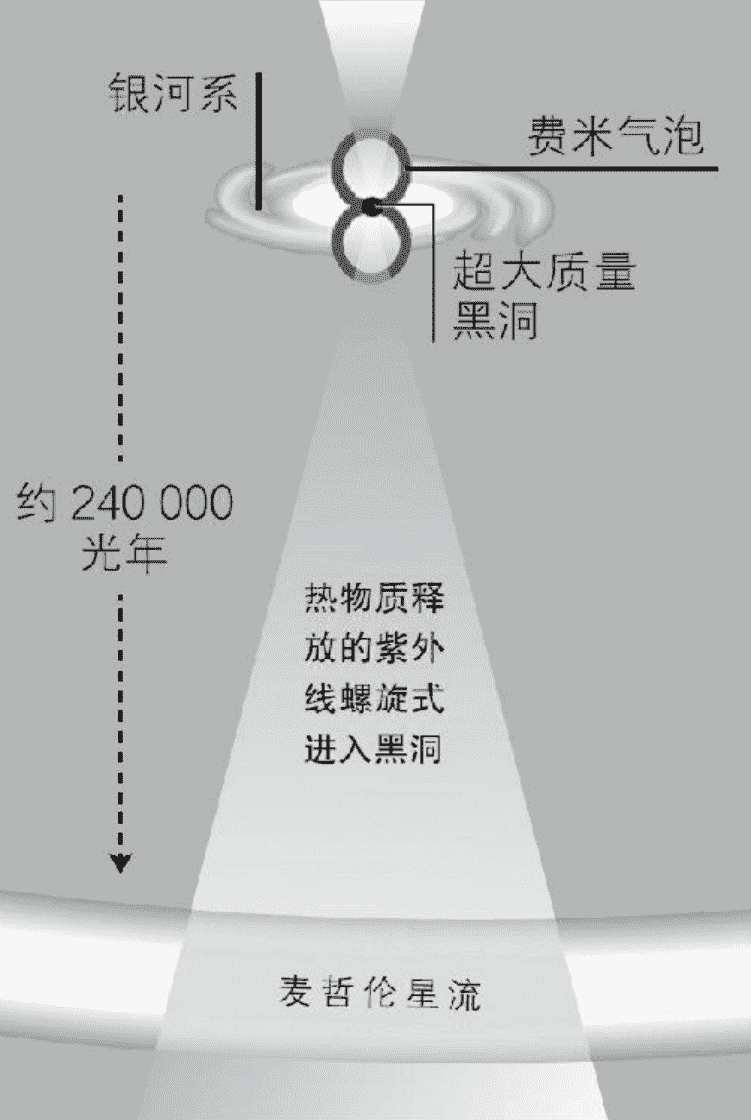 银河系
费米气泡
超大质量
黑洞
约 240 000
光年
热物质释
放的紫外
线螺旋式
进入黑洞
麦哲伦星流